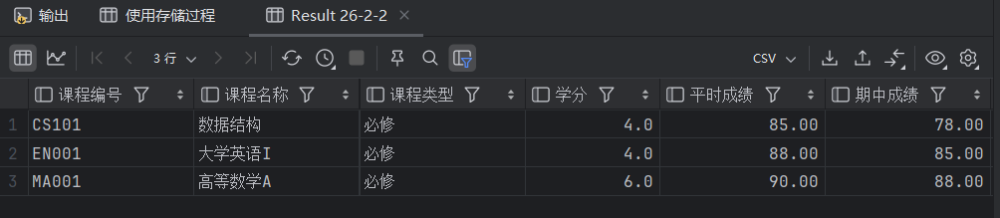 输出 使用存储过程 Result 26-2-2
3 行 CSV
课程编号 课程名称 课程类型 学分 平时成绩 期中成绩
1 CS101 数据结构 必修 4.0 85.00 78.00
2 EN001 大学英语I 必修 4.0 88.00 85.00
3 MA001 高等数学A 必修 6.0 90.00 88.00